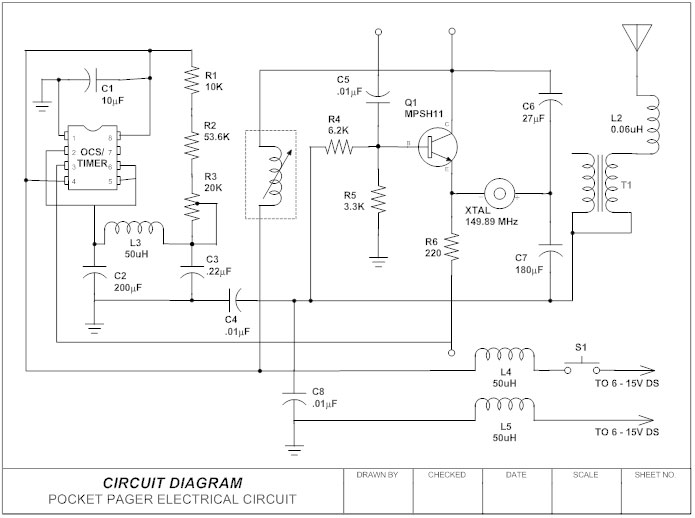 R1
10K
C1
10µF
R2
53.6K
OCS/
TIMER
1
2
3
4
8
7
6
5
R3
20K
L3
50uH
C2
200µF
C3
.22µF
C4
.01µF
C5
.01µF
R4
6.2K
R5
3.3K
Q1
MPSH11
C
B
E
XTAL
149.89 MHz
R6
220
C6
27µF
C7
180µF
L2
0.06uH
T1
C8
.01µF
L4
50uH
S1
TO 6 - 15V DS
L5
50uH
TO 6 - 15V DS
CIRCUIT DIAGRAM
POCKET PAGER ELECTRICAL CIRCUIT
DRAWN BY
CHECKED
DATE
SCALE
SHEET NO.